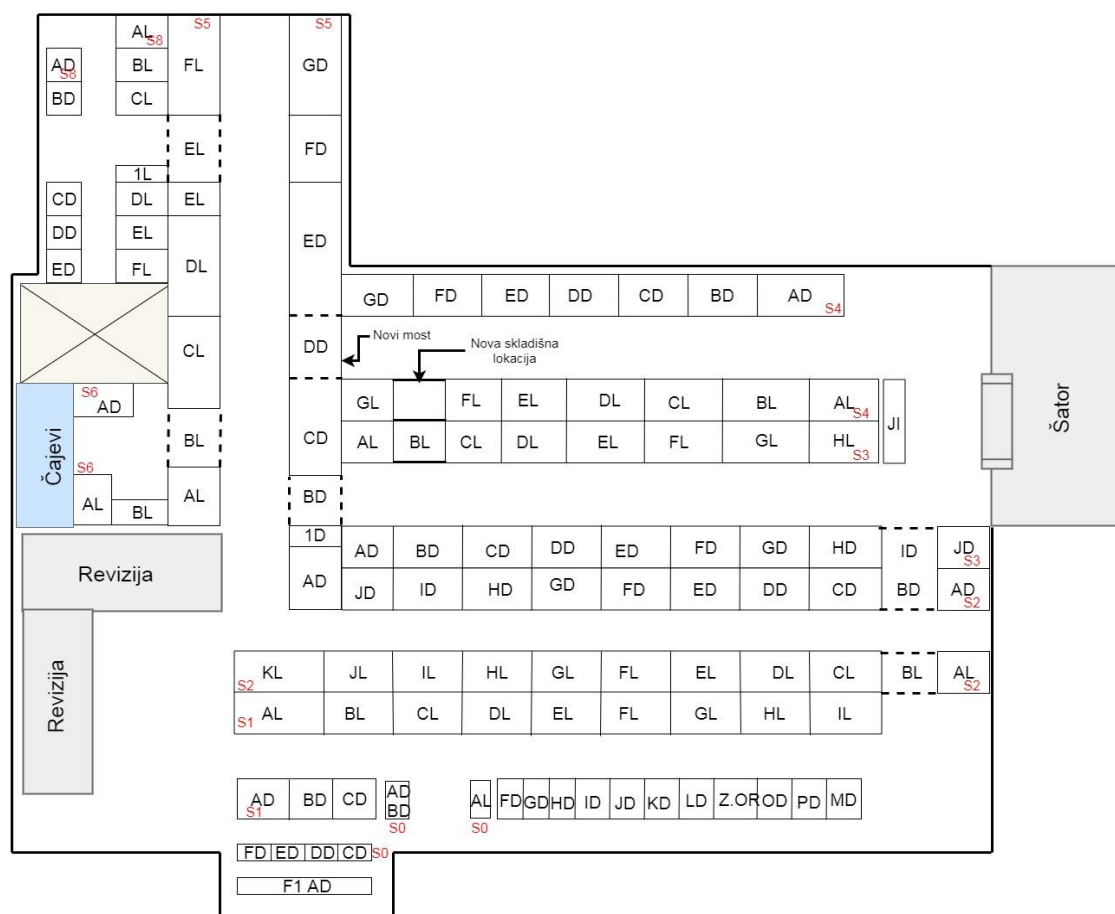 AL S8 S5 S5
AD S8 BL FL GD
BD CL
EL FD
1L
CD DL EL
DD EL ED
ED FL DL
GD FD ED DD CD BD AD S4
Novi most
Nova skladišna
lokacija
CL DD
S6
AD
GL FL EL DL CL BL AL S4
Čajevi
BL CD AL BL CL DL EL FL GL HL S3
JI
Šator
S6
AL BL AL BD
1D
Revizija
AD BD CD DD ED FD GD HD ID JD S3
AD JD ID HD GD FD ED DD CD BD AD S2
Revizija
S2 KL JL IL HL GL FL EL DL CL BL AL S2
S1 AL BL CL DL EL FL GL HL IL
AD S1 BD CD AD
BD
S0
AL S0 FD GD HD ID JD KD LD Z.OR OD PD MD
FD ED DD CD S0
F1 AD